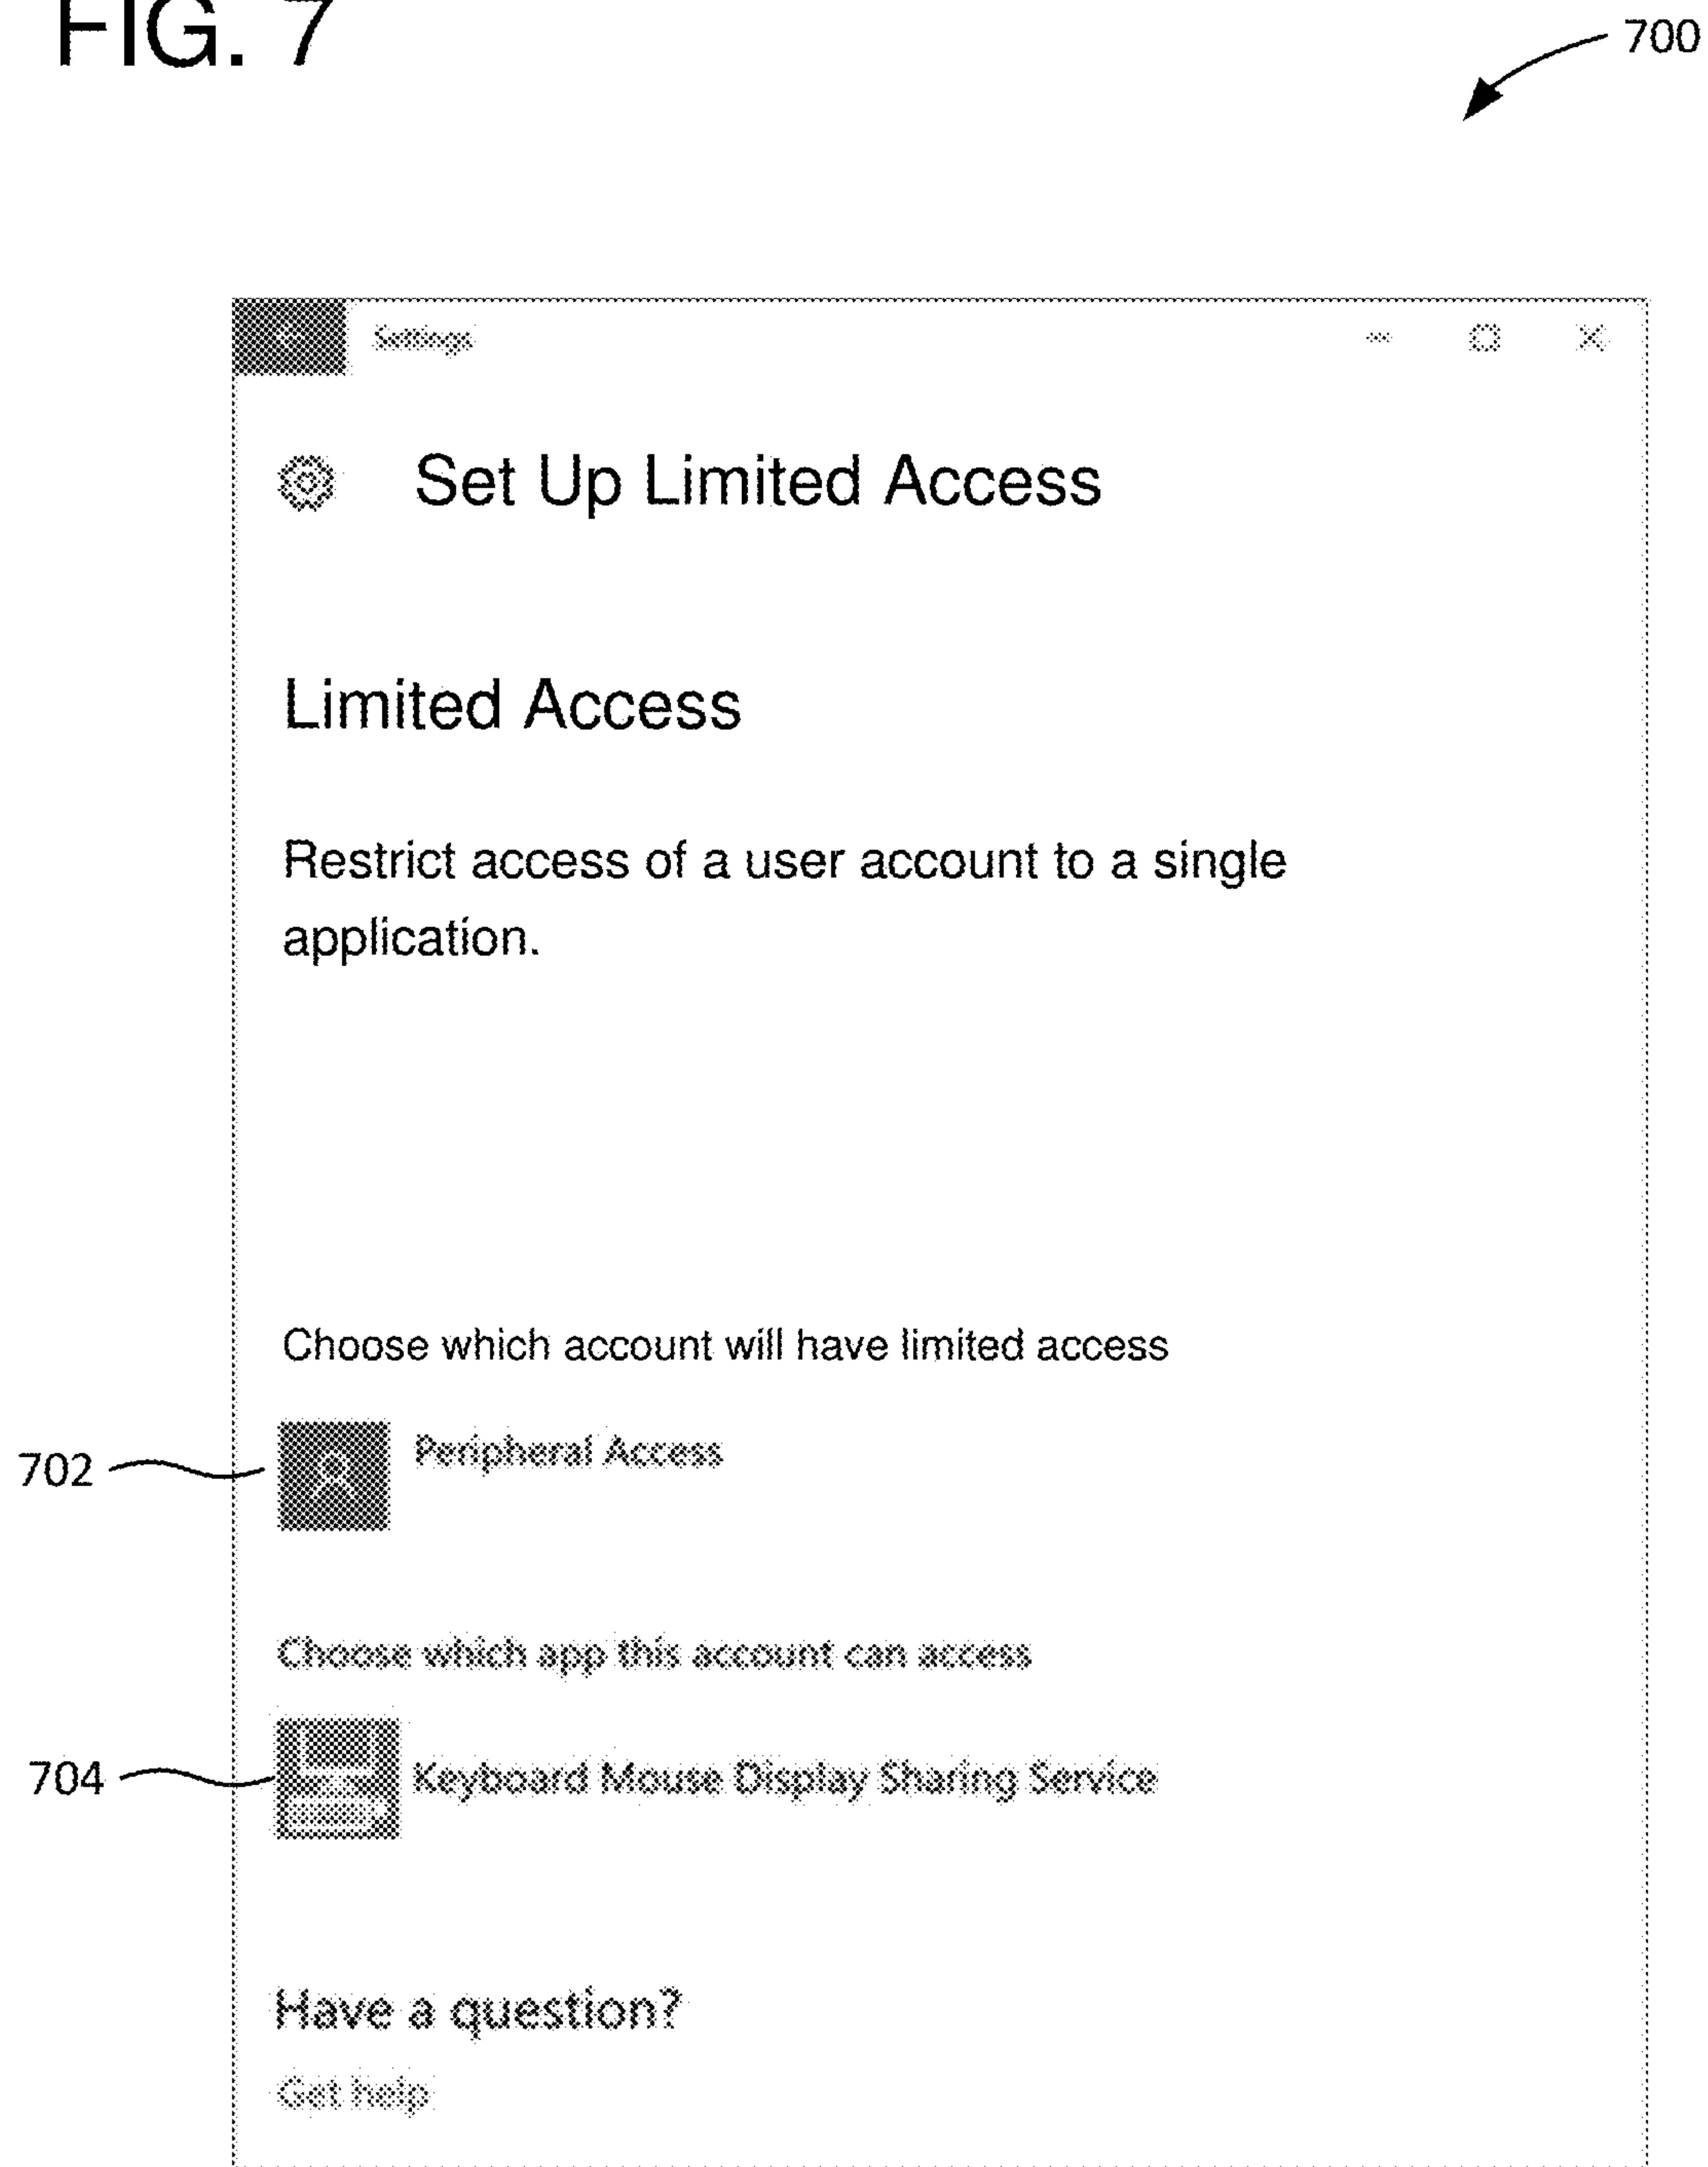 FIG. 7
700
Settings
Set Up Limited Access
Limited Access
Restrict access of a user account to a single
application.
Choose which account will have limited access
702
Peripheral Access
Choose which app this account can access
704
Keyboard Mouse Display Sharing Service
Have a question?
Get help